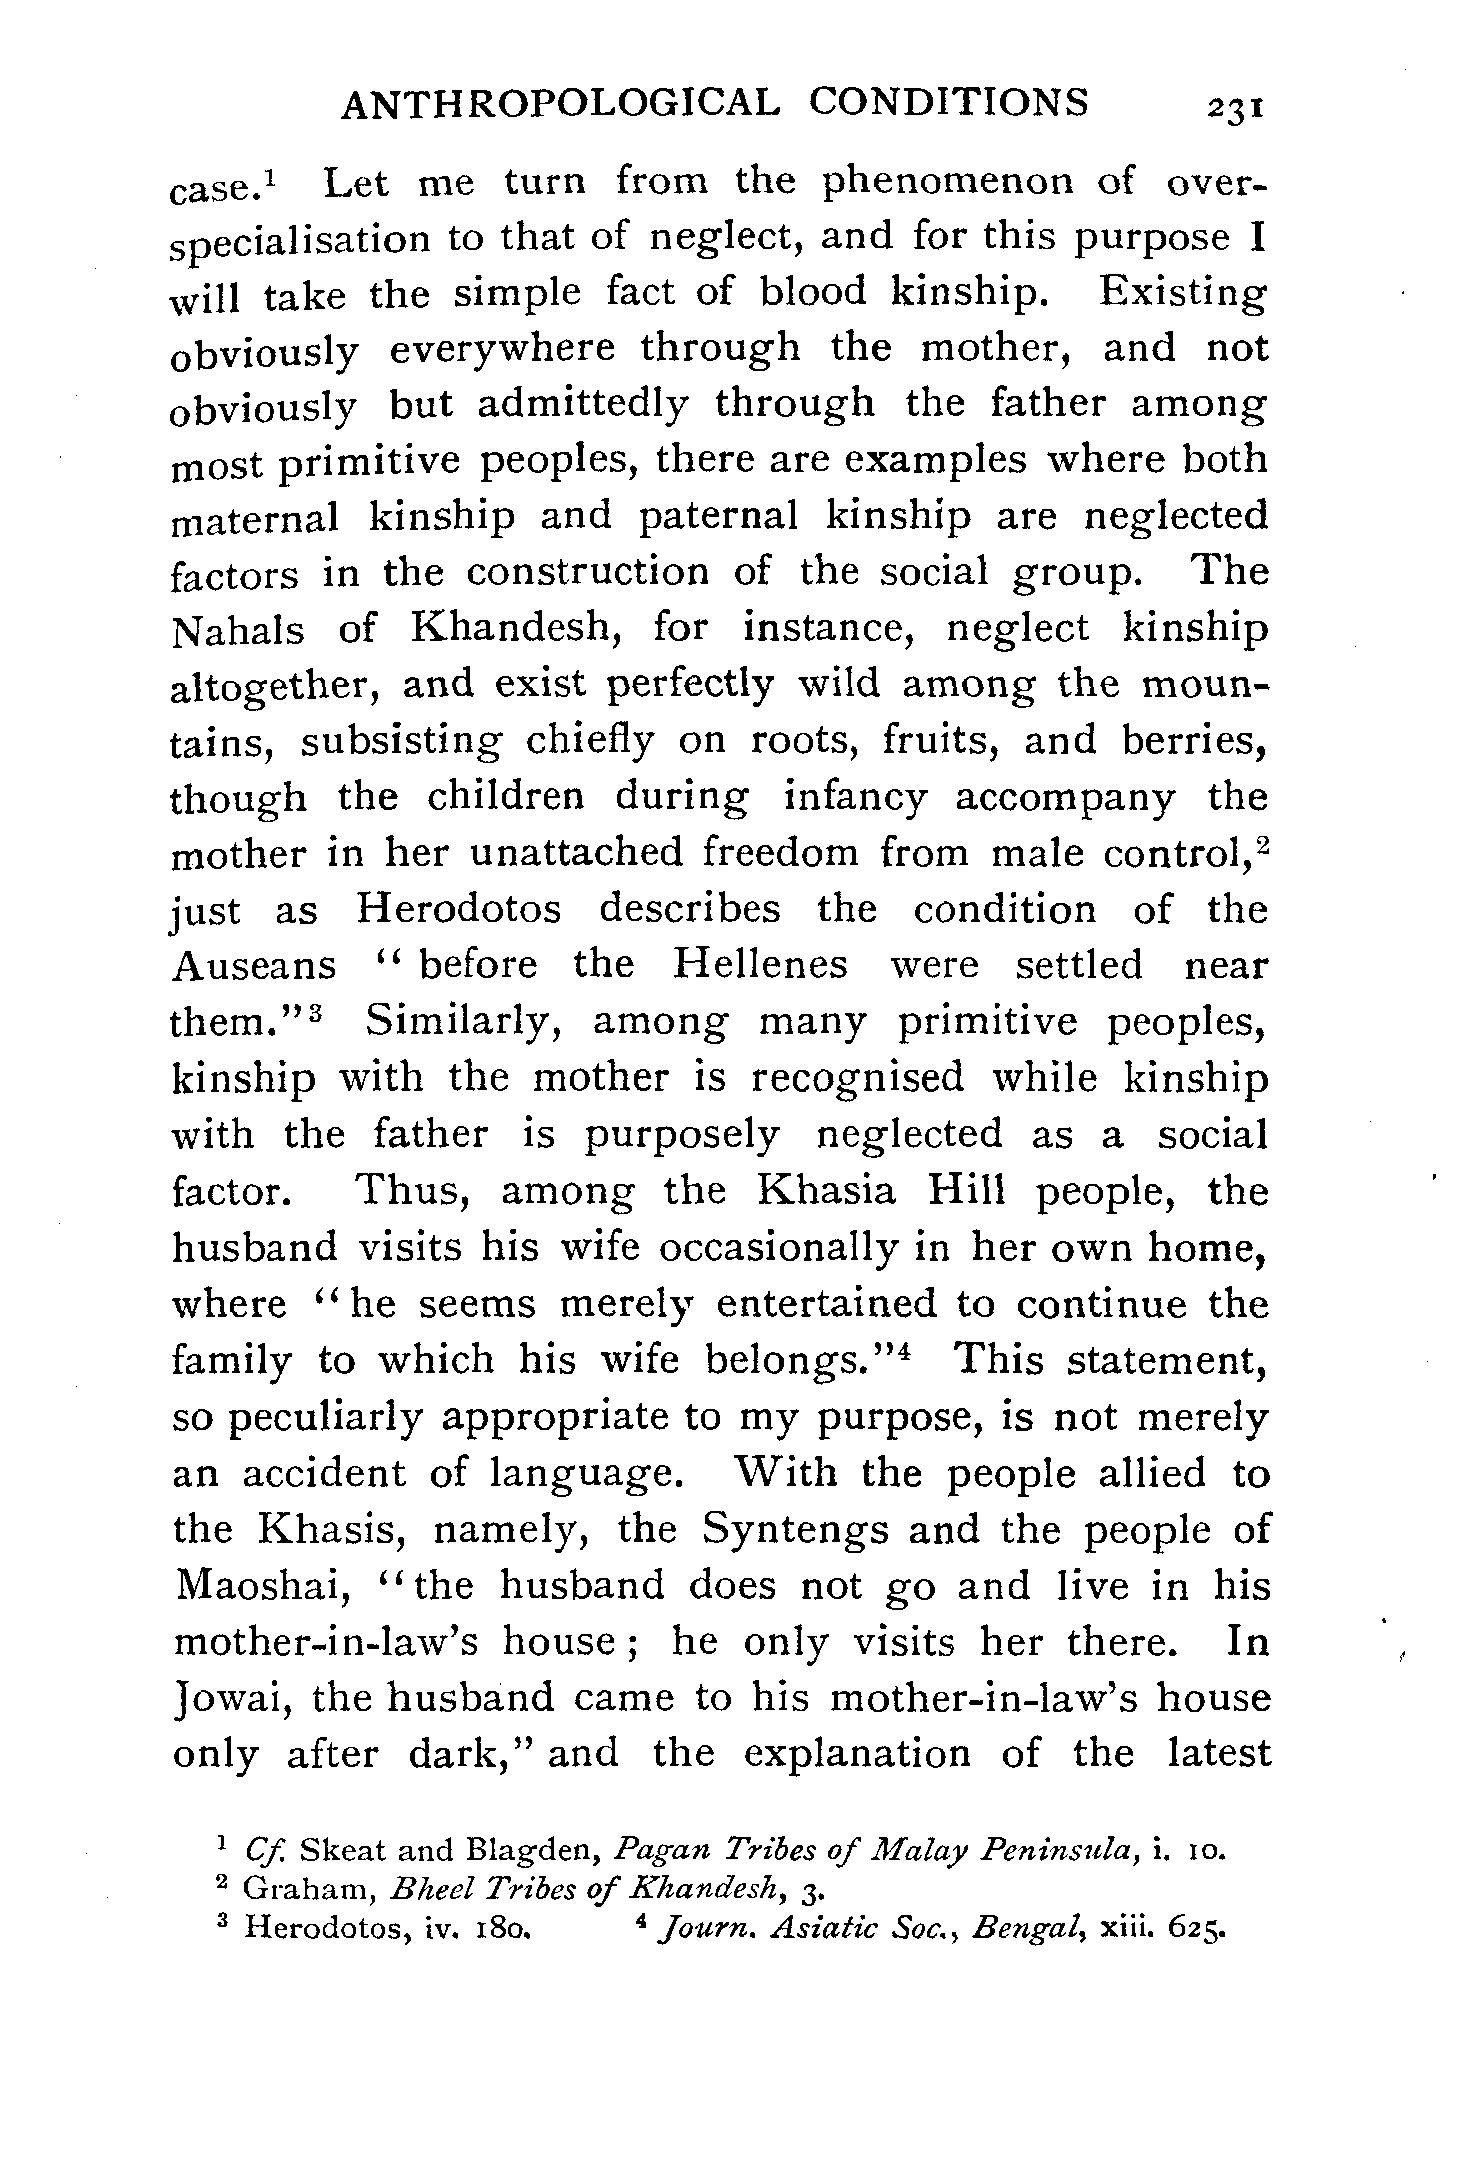 ANTHROPOLOGICAL CONDITIONS 231
case.¹ Let me turn from the phenomenon of over-
specialisation to that of neglect, and for this purpose I
will take the simple fact of blood kinship. Existing
obviously everywhere through the mother, and not
obviously but admittedly through the father among
most primitive peoples, there are examples where both
maternal kinship and paternal kinship are neglected
factors in the construction of the social group. The
Nahals of Khandesh, for instance, neglect kinship
altogether, and exist perfectly wild among the moun-
tains, subsisting chiefly on roots, fruits, and berries,
though the children during infancy accompany the
mother in her unattached freedom from male control,²
just as Herodotos describes the condition of the
Auseans “ before the Hellenes were settled near
them.”³ Similarly, among many primitive peoples,
kinship with the mother is recognised while kinship
with the father is purposely neglected as a social
factor. Thus, among the Khasia Hill people, the
husband visits his wife occasionally in her own home,
where “ he seems merely entertained to continue the
family to which his wife belongs.”⁴ This statement,
so peculiarly appropriate to my purpose, is not merely
an accident of language. With the people allied to
the Khasis, namely, the Syntengs and the people of
Maoshai, “ the husband does not go and live in his
mother-in-law’s house ; he only visits her there. In
Jowai, the husband came to his mother-in-law’s house
only after dark,” and the explanation of the latest
¹ Cf. Skeat and Blagden, Pagan Tribes of Malay Peninsula, i. 10.
² Graham, Bheel Tribes of Khandesh, 3.
³ Herodotos, iv. 180. ⁴ Journ. Asiatic Soc., Bengal, xiii. 625.